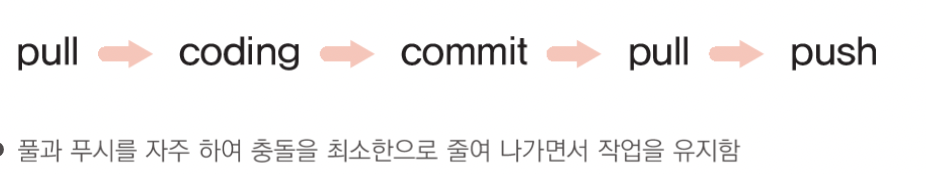 pull coding commit pull push
풀과 푸시를 자주 하여 충돌을 최소한으로 줄여 나가면서 작업을 유지함